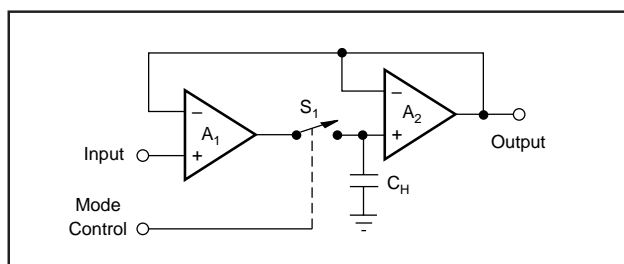 S1
−
A1
+
Input
−
A2
+
Output
CH
Mode
Control